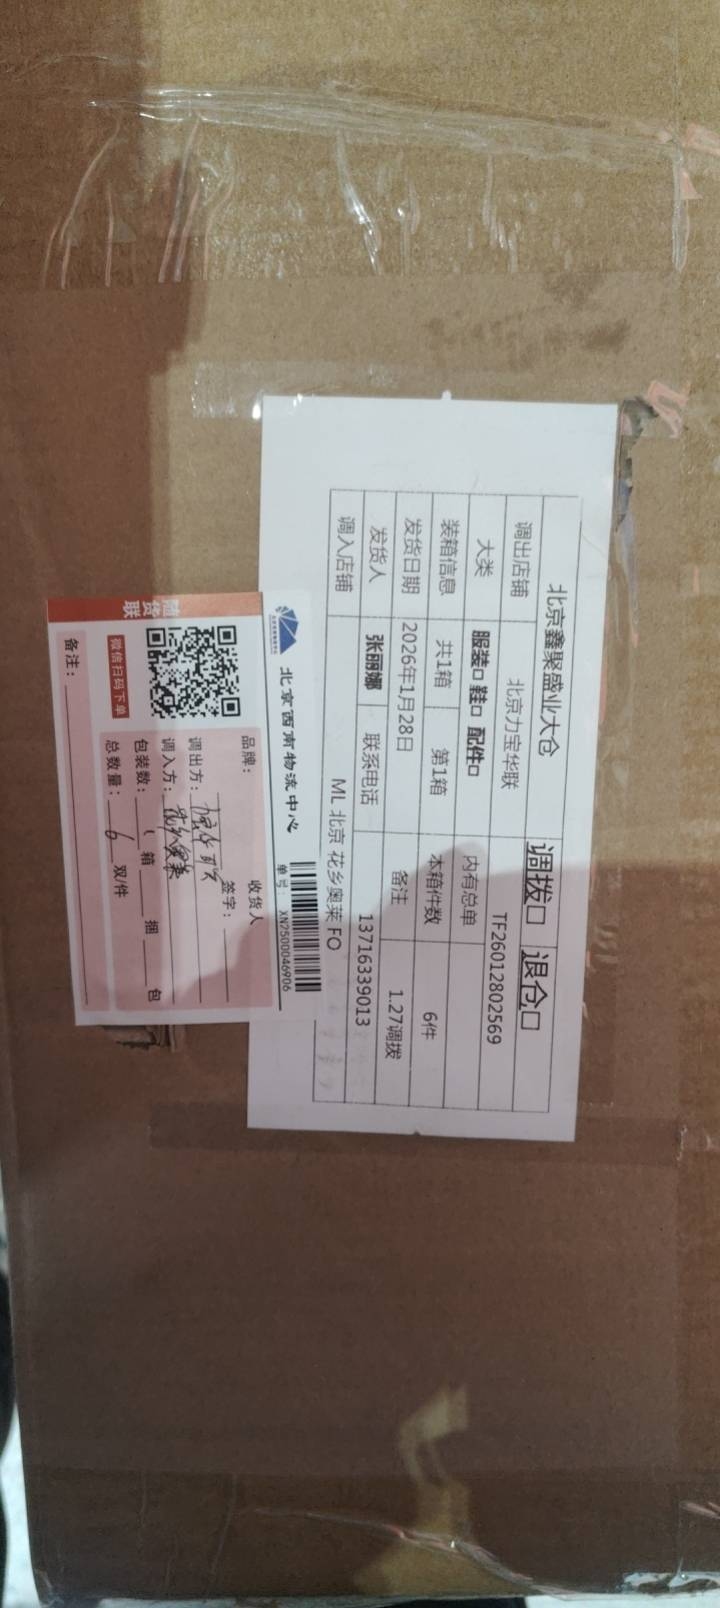 北京鑫聚盛业大仓 调拨□ 退仓□
调出店铺 北京力宝华联 TF26012802569
大类 服装□ 鞋□ 配件□ 内有总单
装箱信息 共1箱 第1箱 本箱件数 6件
发货日期 2026年1月28日 备注 1.27调拨
发货人 张丽娜 联系电话 13716339013
调入店铺 ML 北京 花乡奥莱 FO
北京西南物流中心
单号: XN2500046906
随货联
微信扫码下单
品牌:
收货人
签字:
调出方:
调入方: 花乡奥莱
包装数: 1 箱 捆 包
总数量: 6 双/件
备注: